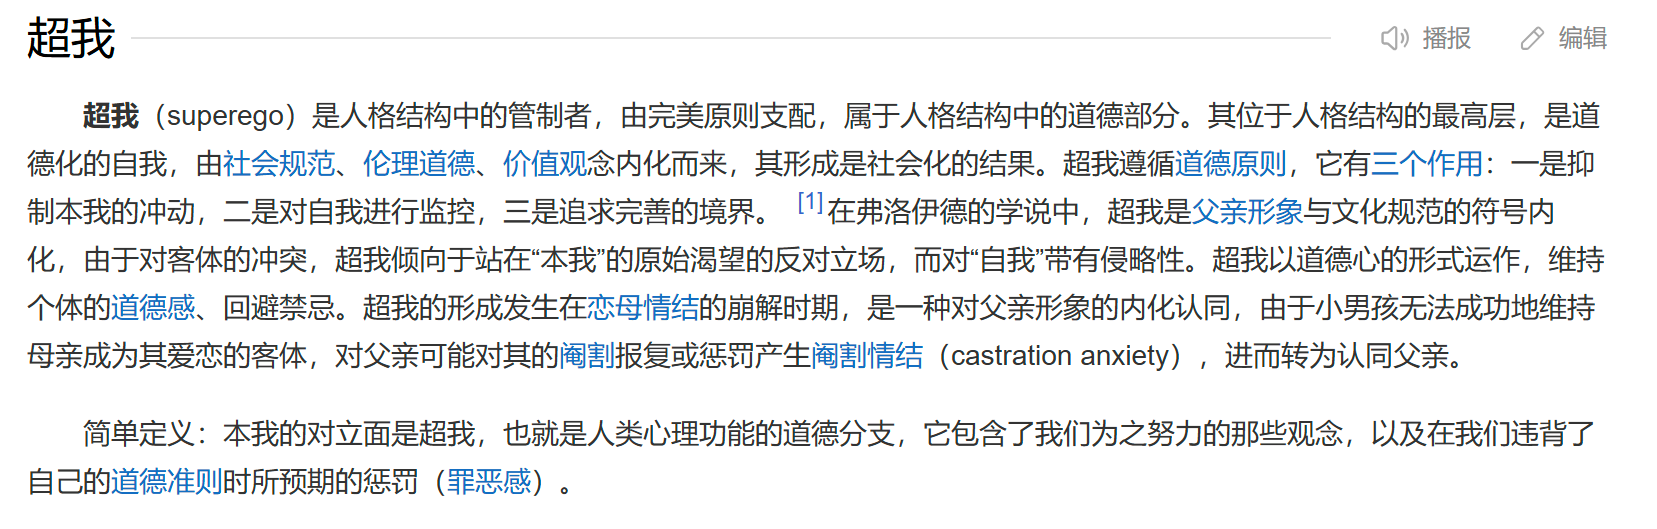 超我
播报
编辑
超我（superego）是人格结构中的管制者，由完美原则支配，属于人格结构中的道德部分。其位于人格结构的最高层，是道
德化的自我，由社会规范、伦理道德、价值观念内化而来，其形成是社会化的结果。超我遵循道德原则，它有三个作用：一是抑
制本我的冲动，二是对自我进行监控，三是追求完善的境界。 [1] 在弗洛伊德的学说中，超我是父亲形象与文化规范的符号内
化，由于对客体的冲突，超我倾向于站在“本我”的原始渴望的反对立场，而对“自我”带有侵略性。超我以道德心的形式运作，维持
个体的道德感、回避禁忌。超我的形成发生在恋母情结的崩解时期，是一种对父亲形象的内化认同，由于小男孩无法成功地维持
母亲成为其爱恋的客体，对父亲可能对其的阉割报复或惩罚产生阉割情结（castration anxiety），进而转为认同父亲。
简单定义：本我的对立面是超我，也就是人类心理功能的道德分支，它包含了我们为之努力的那些观念，以及在我们违背了
自己的道德准则时所预期的惩罚（罪恶感）。